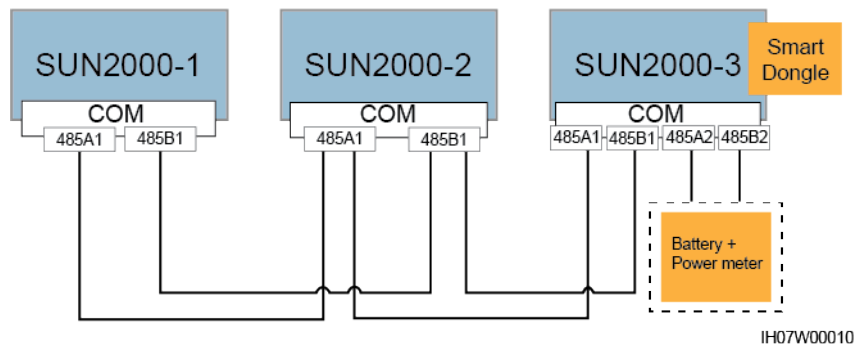 SUN2000-1
SUN2000-2
SUN2000-3
Smart
Dongle
COM
COM
COM
485A1
485B1
485A1
485B1
485A1
485B1
485A2
485B2
Battery +
Power meter
IH07W00010